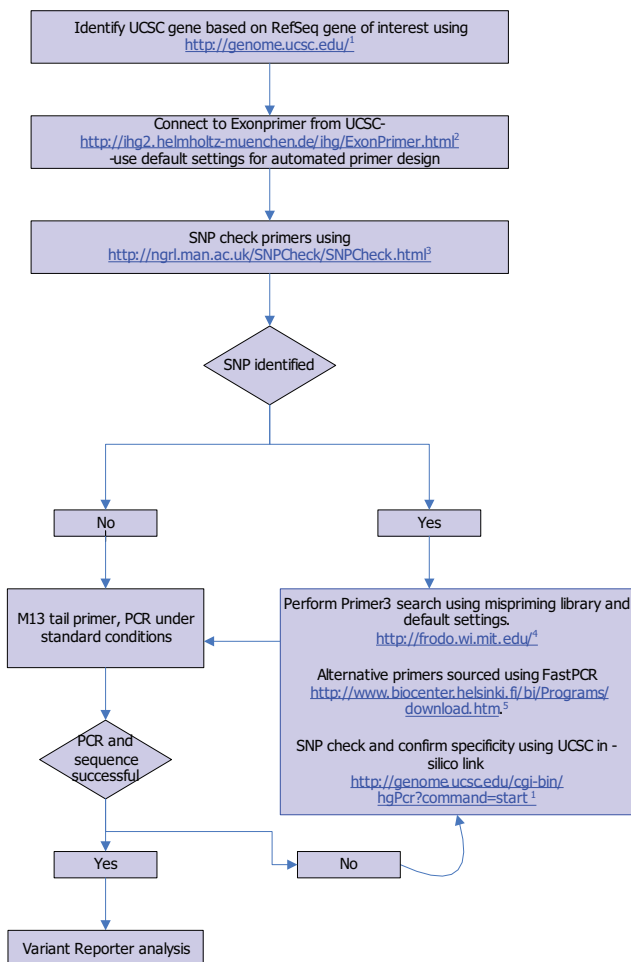 Identify UCSC gene based on RefSeq gene of interest using
http://genome.ucsc.edu/¹
Connect to Exonprimer from UCSC-
http://ihg2.helmholtz-muenchen.de/ihg/ExonPrimer.html²
-use default settings for automated primer design
SNP check primers using
http://ngrl.man.ac.uk/SNPCheck/SNPCheck.html³
SNP identified
No
Yes
M13 tail primer, PCR under
standard conditions
Perform Primer3 search using mispriming library and
default settings.
http://frodo.wi.mit.edu/⁴
Alternative primers sourced using FastPCR
http://www.biocenter.helsinki.fi/bi/Programs/
download.htm.⁵
SNP check and confirm specificity using UCSC in -
silico link
http://genome.ucsc.edu/cgi-bin/
hgPcr?command=start ¹
PCR and
sequence
successful
Yes
No
Variant Reporter analysis